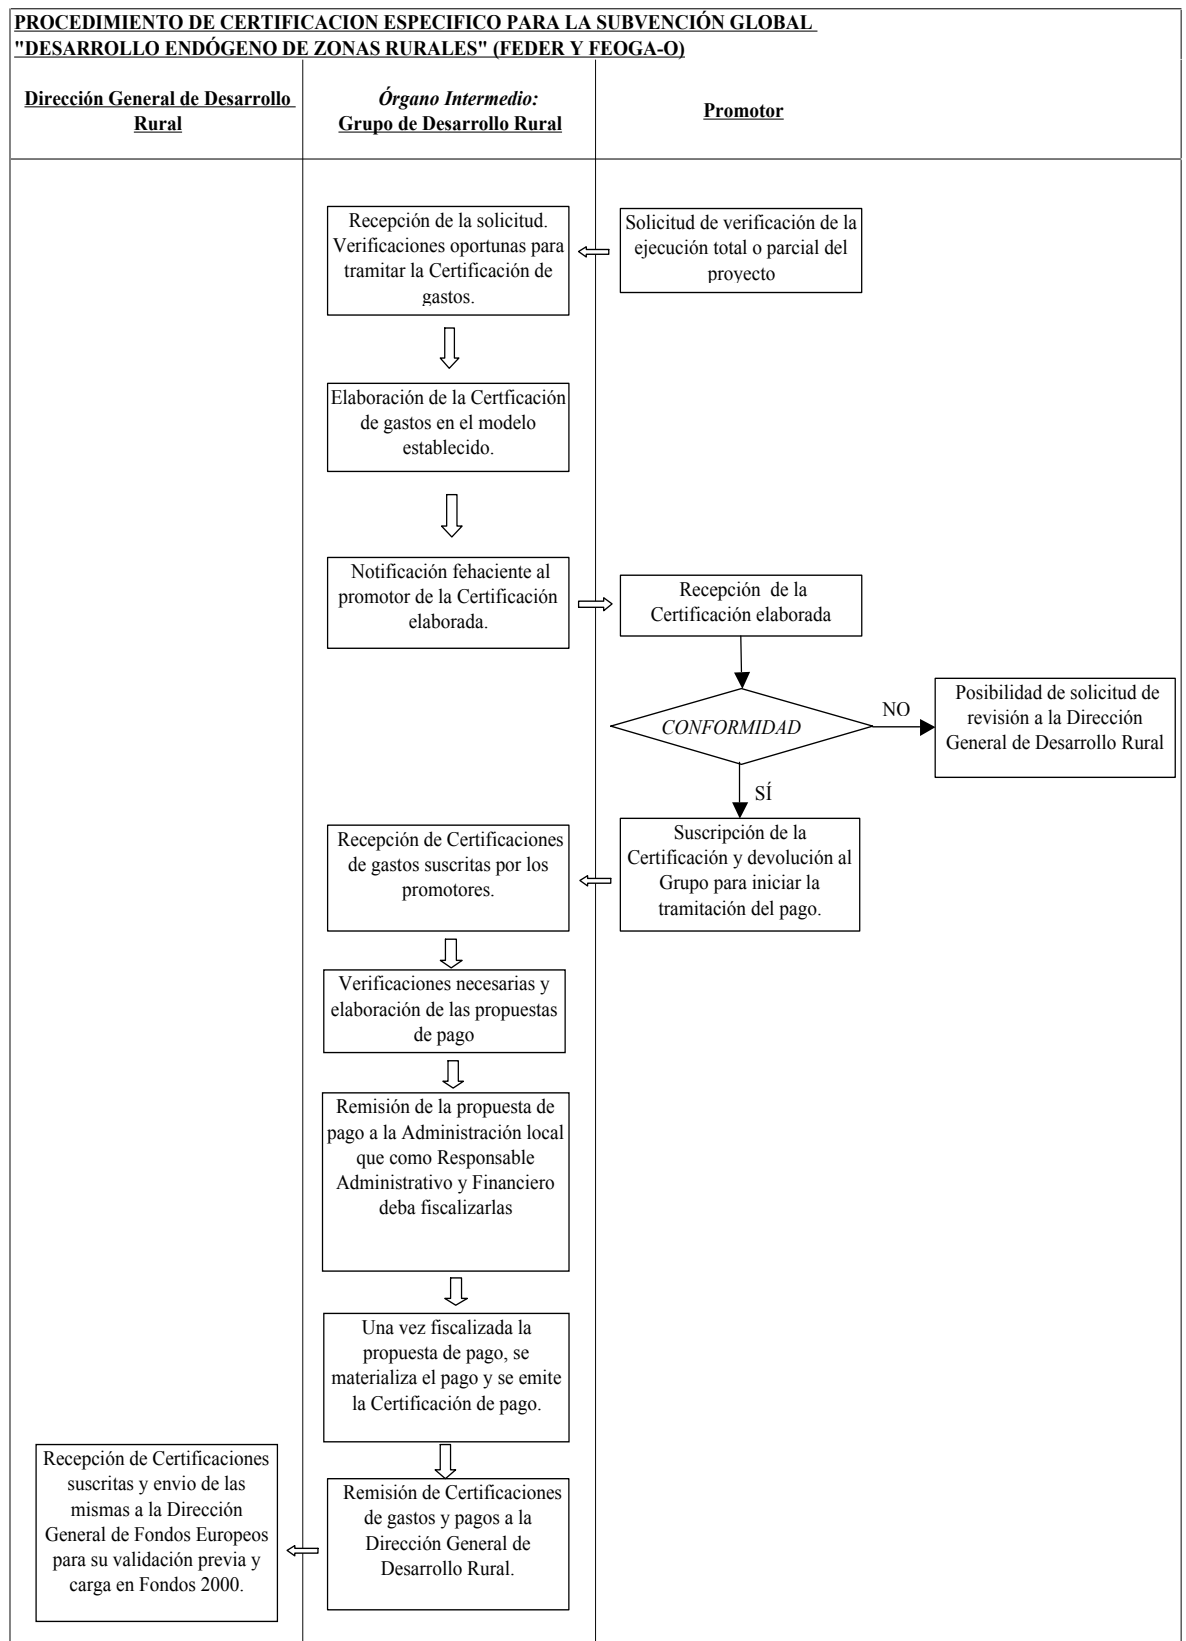 PROCEDIMIENTO DE CERTIFICACION ESPECIFICO PARA LA SUBVENCIÓN GLOBAL
"DESARROLLO ENDÓGENO DE ZONAS RURALES" (FEDER Y FEOGA-O)
Dirección General de Desarrollo
Rural
Órgano Intermedio:
Grupo de Desarrollo Rural
Promotor
Recepción de la solicitud.
Verificaciones oportunas para
tramitar la Certificación de
gastos.
Solicitud de verificación de la
ejecución total o parcial del
proyecto
Elaboración de la Certficación
de gastos en el modelo
establecido.
Notificación fehaciente al
promotor de la Certificación
elaborada.
Recepción de la
Certificación elaborada
CONFORMIDAD
NO
Posibilidad de solicitud de
revisión a la Dirección
General de Desarrollo Rural
SÍ
Suscripción de la
Certificación y devolución al
Grupo para iniciar la
tramitación del pago.
Recepción de Certificaciones
de gastos suscritas por los
promotores.
Verificaciones necesarias y
elaboración de las propuestas
de pago
Remisión de la propuesta de
pago a la Administración local
que como Responsable
Administrativo y Financiero
deba fiscalizarlas
Una vez fiscalizada la
propuesta de pago, se
materializa el pago y se emite
la Certificación de pago.
Remisión de Certificaciones
de gastos y pagos a la
Dirección General de
Desarrollo Rural.
Recepción de Certificaciones
suscritas y envio de las
mismas a la Dirección
General de Fondos Europeos
para su validación previa y
carga en Fondos 2000.